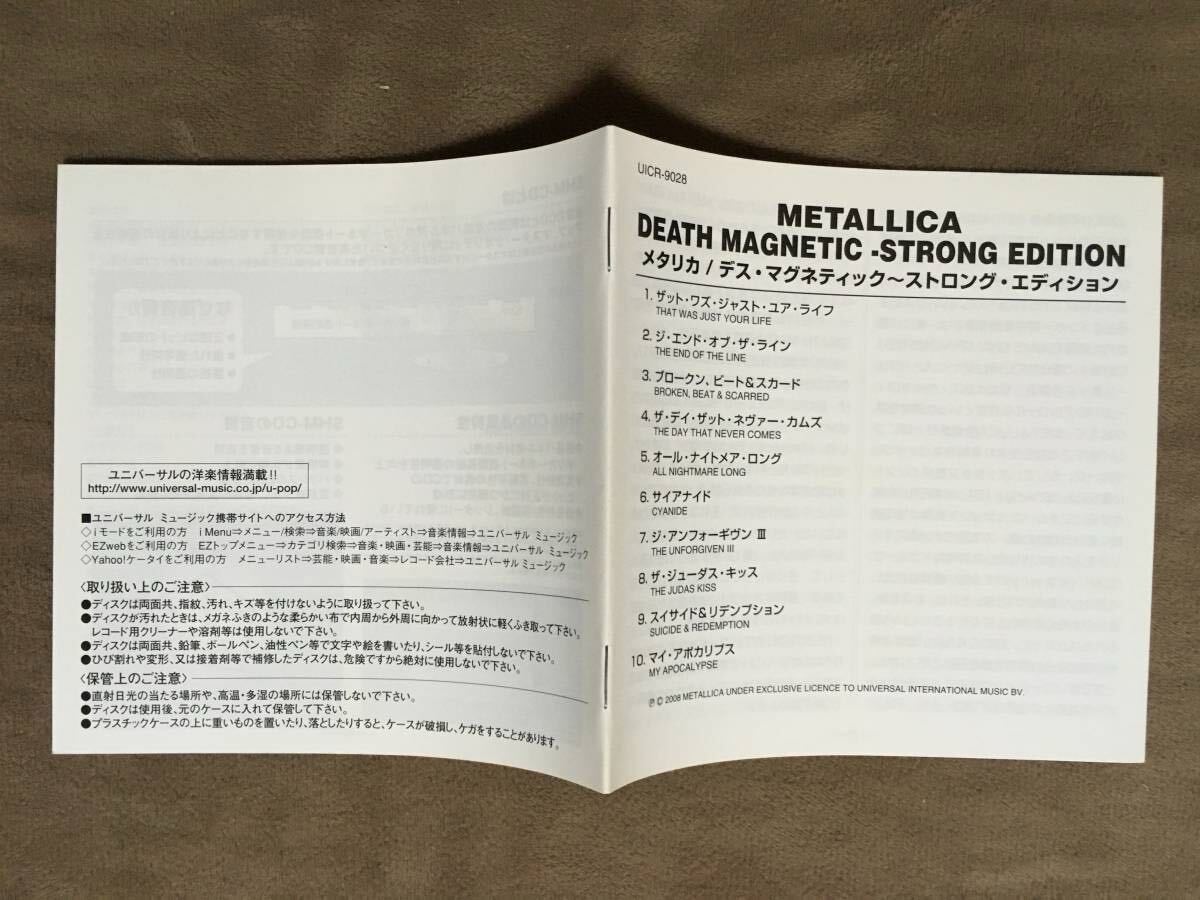 ユニバーサルの洋楽情報満載!!
http://www.universal-music.co.jp/u-pop/
■ユニバーサル ミュージック携帯サイトへのアクセス方法
◇iモードをご利用の方 i Menu⇒メニュー/検索⇒音楽/映画/アーティスト⇒音楽情報⇒ユニバーサル ミュージック
◇EZwebをご利用の方 EZトップメニュー⇒カテゴリ検索⇒音楽・映画・芸能⇒音楽情報⇒ユニバーサル ミュージック
◇Yahoo!ケータイをご利用の方 メニューリスト⇒芸能・映画・音楽⇒レコード会社⇒ユニバーサル ミュージック
〈取り扱い上のご注意〉
●ディスクは両面共、指紋、汚れ、キズ等を付けないように取り扱って下さい。
●ディスクが汚れたときは、メガネふきのような柔らかい布で内周から外周に向かって放射状に軽くふき取って下さい。
レコード用クリーナーや溶剤等は使用しないで下さい。
●ディスクは両面共、鉛筆、ボールペン、油性ペン等で文字や絵を書いたり、シール等を貼付しないで下さい。
●ひび割れや変形、又は接着剤等で補修したディスクは、危険ですから絶対に使用しないで下さい。
〈保管上のご注意〉
●直射日光の当たる場所や、高温・多湿の場所には保管しないで下さい。
●ディスクは使用後、元のケースに入れて保管して下さい。
●プラスチックケースの上に重いものを置いたり、落としたりすると、ケースが破損し、ケガをすることがあります。
UICR-9028
METALLICA
DEATH MAGNETIC -STRONG EDITION
メタリカ / デス・マグネティック〜ストロング・エディション
1. ザット・ワズ・ジャスト・ユア・ライフ
THAT WAS JUST YOUR LIFE
2. ジ・エンド・オブ・ザ・ライン
THE END OF THE LINE
3. ブロークン、ビート&スカード
BROKEN, BEAT & SCARRED
4. ザ・デイ・ザット・ネヴァー・カムズ
THE DAY THAT NEVER COMES
5. オール・ナイトメア・ロング
ALL NIGHTMARE LONG
6. サイアナイド
CYANIDE
7. ジ・アンフォーギヴン Ⅲ
THE UNFORGIVEN III
8. ザ・ジューダス・キッス
THE JUDAS KISS
9. スイサイド&リデンプション
SUICIDE & REDEMPTION
10. マイ・アポカリプス
MY APOCALYPSE
℗ © 2008 METALLICA UNDER EXCLUSIVE LICENCE TO UNIVERSAL INTERNATIONAL MUSIC BV.